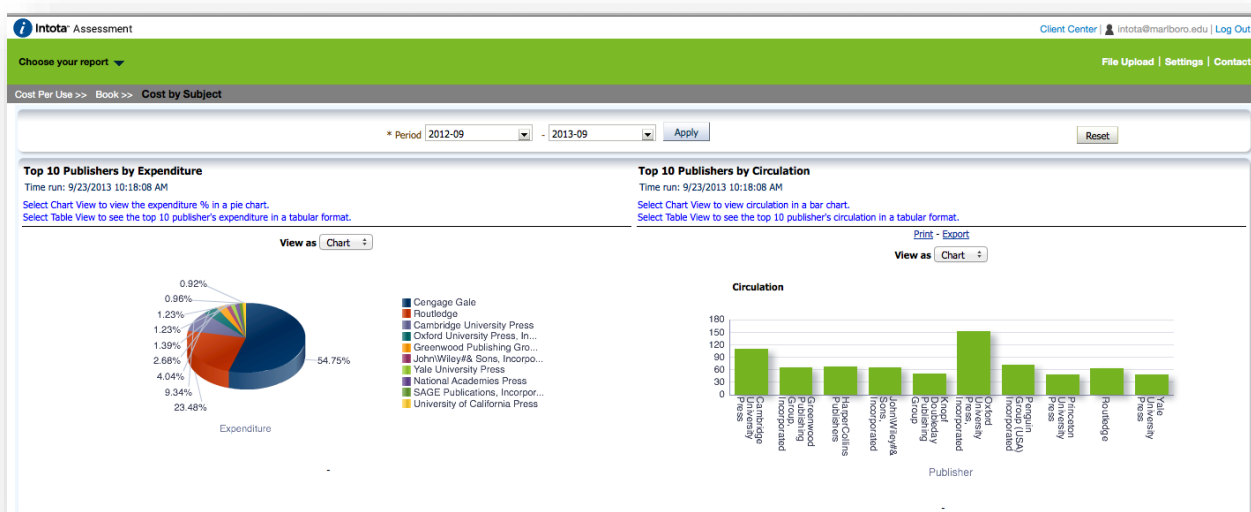 i Intota™ Assessment
Client Center | intota@marlboro.edu | Log Out
Choose your report
File Upload | Settings | Contact
Cost Per Use >> Book >> Cost by Subject
* Period 2012-09 - 2013-09 Apply Reset
Top 10 Publishers by Expenditure
Time run: 9/23/2013 10:18:08 AM
Select Chart View to view the expenditure % in a pie chart.
Select Table View to see the top 10 publisher's expenditure in a tabular format.
View as Chart
0.92%
0.96%
1.23%
1.23%
1.39%
2.68%
4.04%
9.34%
23.48%
54.75%
Expenditure
Cengage Gale
Routledge
Cambridge University Press
Oxford University Press, In...
Greenwood Publishing Gro...
John\Wiley#& Sons, Incorpo...
Yale University Press
National Academies Press
SAGE Publications, Incorpor...
University of California Press
-
Top 10 Publishers by Circulation
Time run: 9/23/2013 10:18:08 AM
Select Chart View to view circulation in a bar chart.
Select Table View to see the top 10 publisher's circulation in a tabular format.
Print - Export
View as Chart
Circulation
180
150
120
90
60
30
0
Cambridge
University
Press
Greenwood
Publishing
Group,
Incorporated
HarperCollins
Publishers
John\Wiley#&
Sons,
Incorporated
Knopf
Doubleday
Publishing
Group
Oxford
University
Press,
Incorporated
Penguin
Group (USA)
Incorporated
Princeton
University
Press
Routledge
Yale
University
Press
Publisher
-